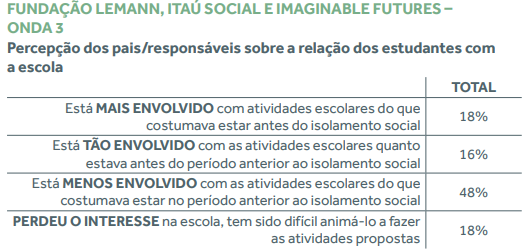 FUNDAÇÃO LEMANN, ITAÚ SOCIAL E IMAGINABLE FUTURES –
ONDA 3
Percepção dos pais/responsáveis sobre a relação dos estudantes com
a escola
TOTAL
Está MAIS ENVOLVIDO com atividades escolares do que
costumava estar antes do isolamento social
18%
Está TÃO ENVOLVIDO com as atividades escolares quanto
estava antes do período anterior ao isolamento social
16%
Está MENOS ENVOLVIDO com as atividades escolares do que
costumava estar no período anterior ao isolamento social
48%
PERDEU O INTERESSE na escola, tem sido difícil animá-lo a fazer
as atividades propostas
18%